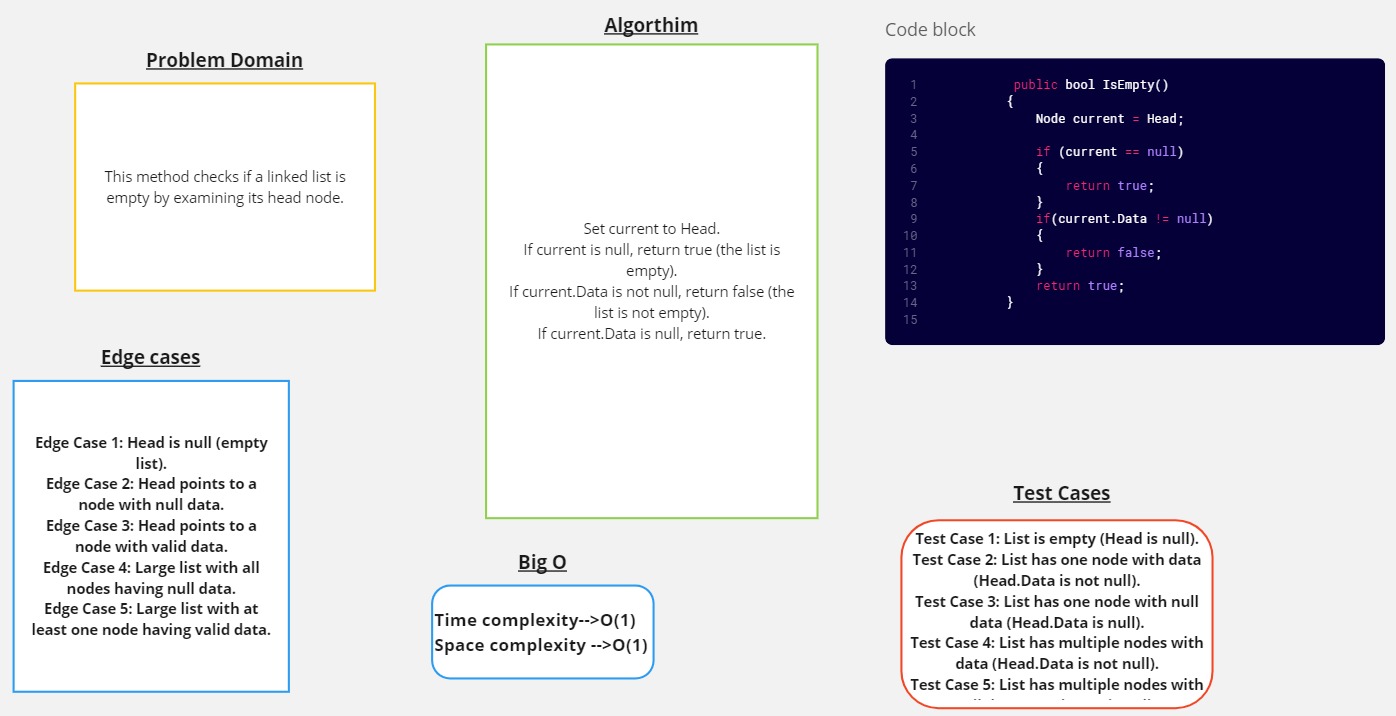 Problem Domain
This method checks if a linked list is
empty by examining its head node.
Edge cases
Edge Case 1: Head is null (empty
list).
Edge Case 2: Head points to a
node with null data.
Edge Case 3: Head points to a
node with valid data.
Edge Case 4: Large list with all
nodes having null data.
Edge Case 5: Large list with at
least one node having valid data.
Algorthim
Set current to Head.
If current is null, return true (the list is
empty).
If current.Data is not null, return false (the
list is not empty).
If current.Data is null, return true.
Big O
Time complexity-->O(1)
Space complexity -->O(1)
Code block
1 public bool IsEmpty()
2 {
3 Node current = Head;
4
5 if (current == null)
6 {
7 return true;
8 }
9 if(current.Data != null)
10 {
11 return false;
12 }
13 return true;
14 }
15
Test Cases
Test Case 1: List is empty (Head is null).
Test Case 2: List has one node with data
(Head.Data is not null).
Test Case 3: List has one node with null
data (Head.Data is null).
Test Case 4: List has multiple nodes with
data (Head.Data is not null).
Test Case 5: List has multiple nodes with